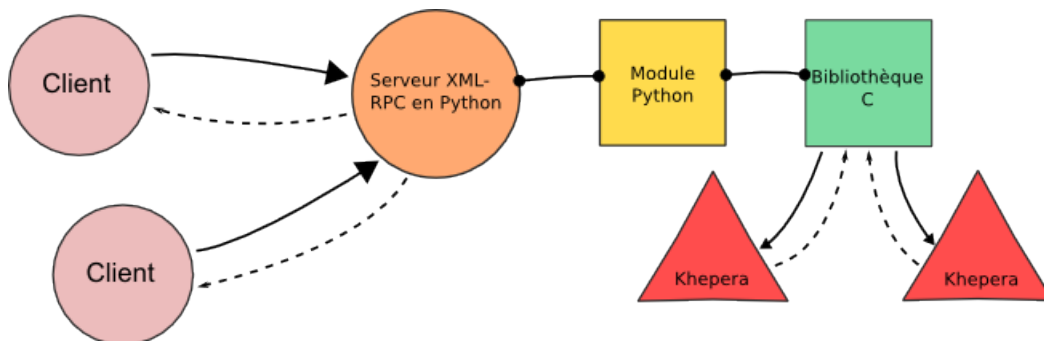 Client
Serveur XML-
RPC en Python
Module
Python
Bibliothèque
C
Client
Khepera
Khepera